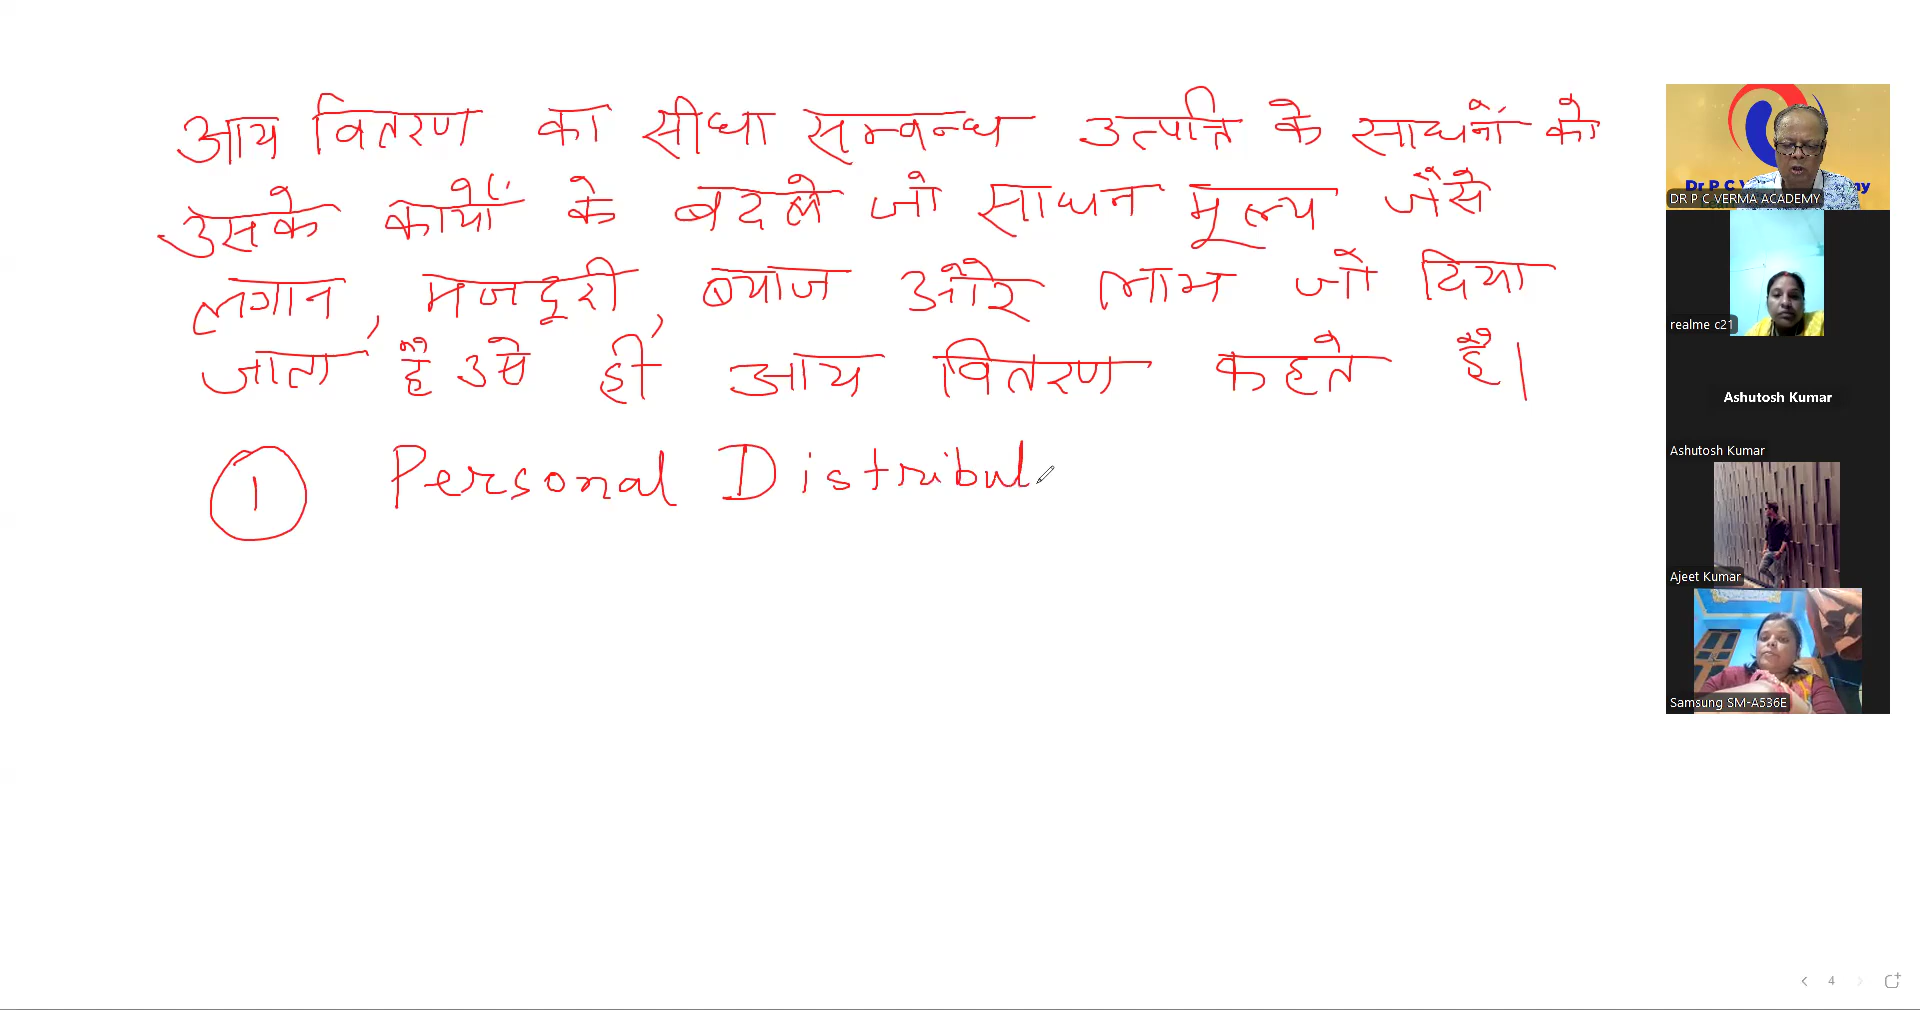 आय वितरण का सीधा सम्बन्ध उत्पत्ति के साधनों को
उसके कार्यों के बदले जो साधन मूल्य जैसे
लगान, मजदूरी, ब्याज और लाभ जो दिया
जाता है उसे ही आय वितरण कहते है।
1 Personal Distribut
DR P C VERMA ACADEMY
realme c21
Ashutosh Kumar
Ashutosh Kumar
Ajeet Kumar
Samsung SM-A536E
4